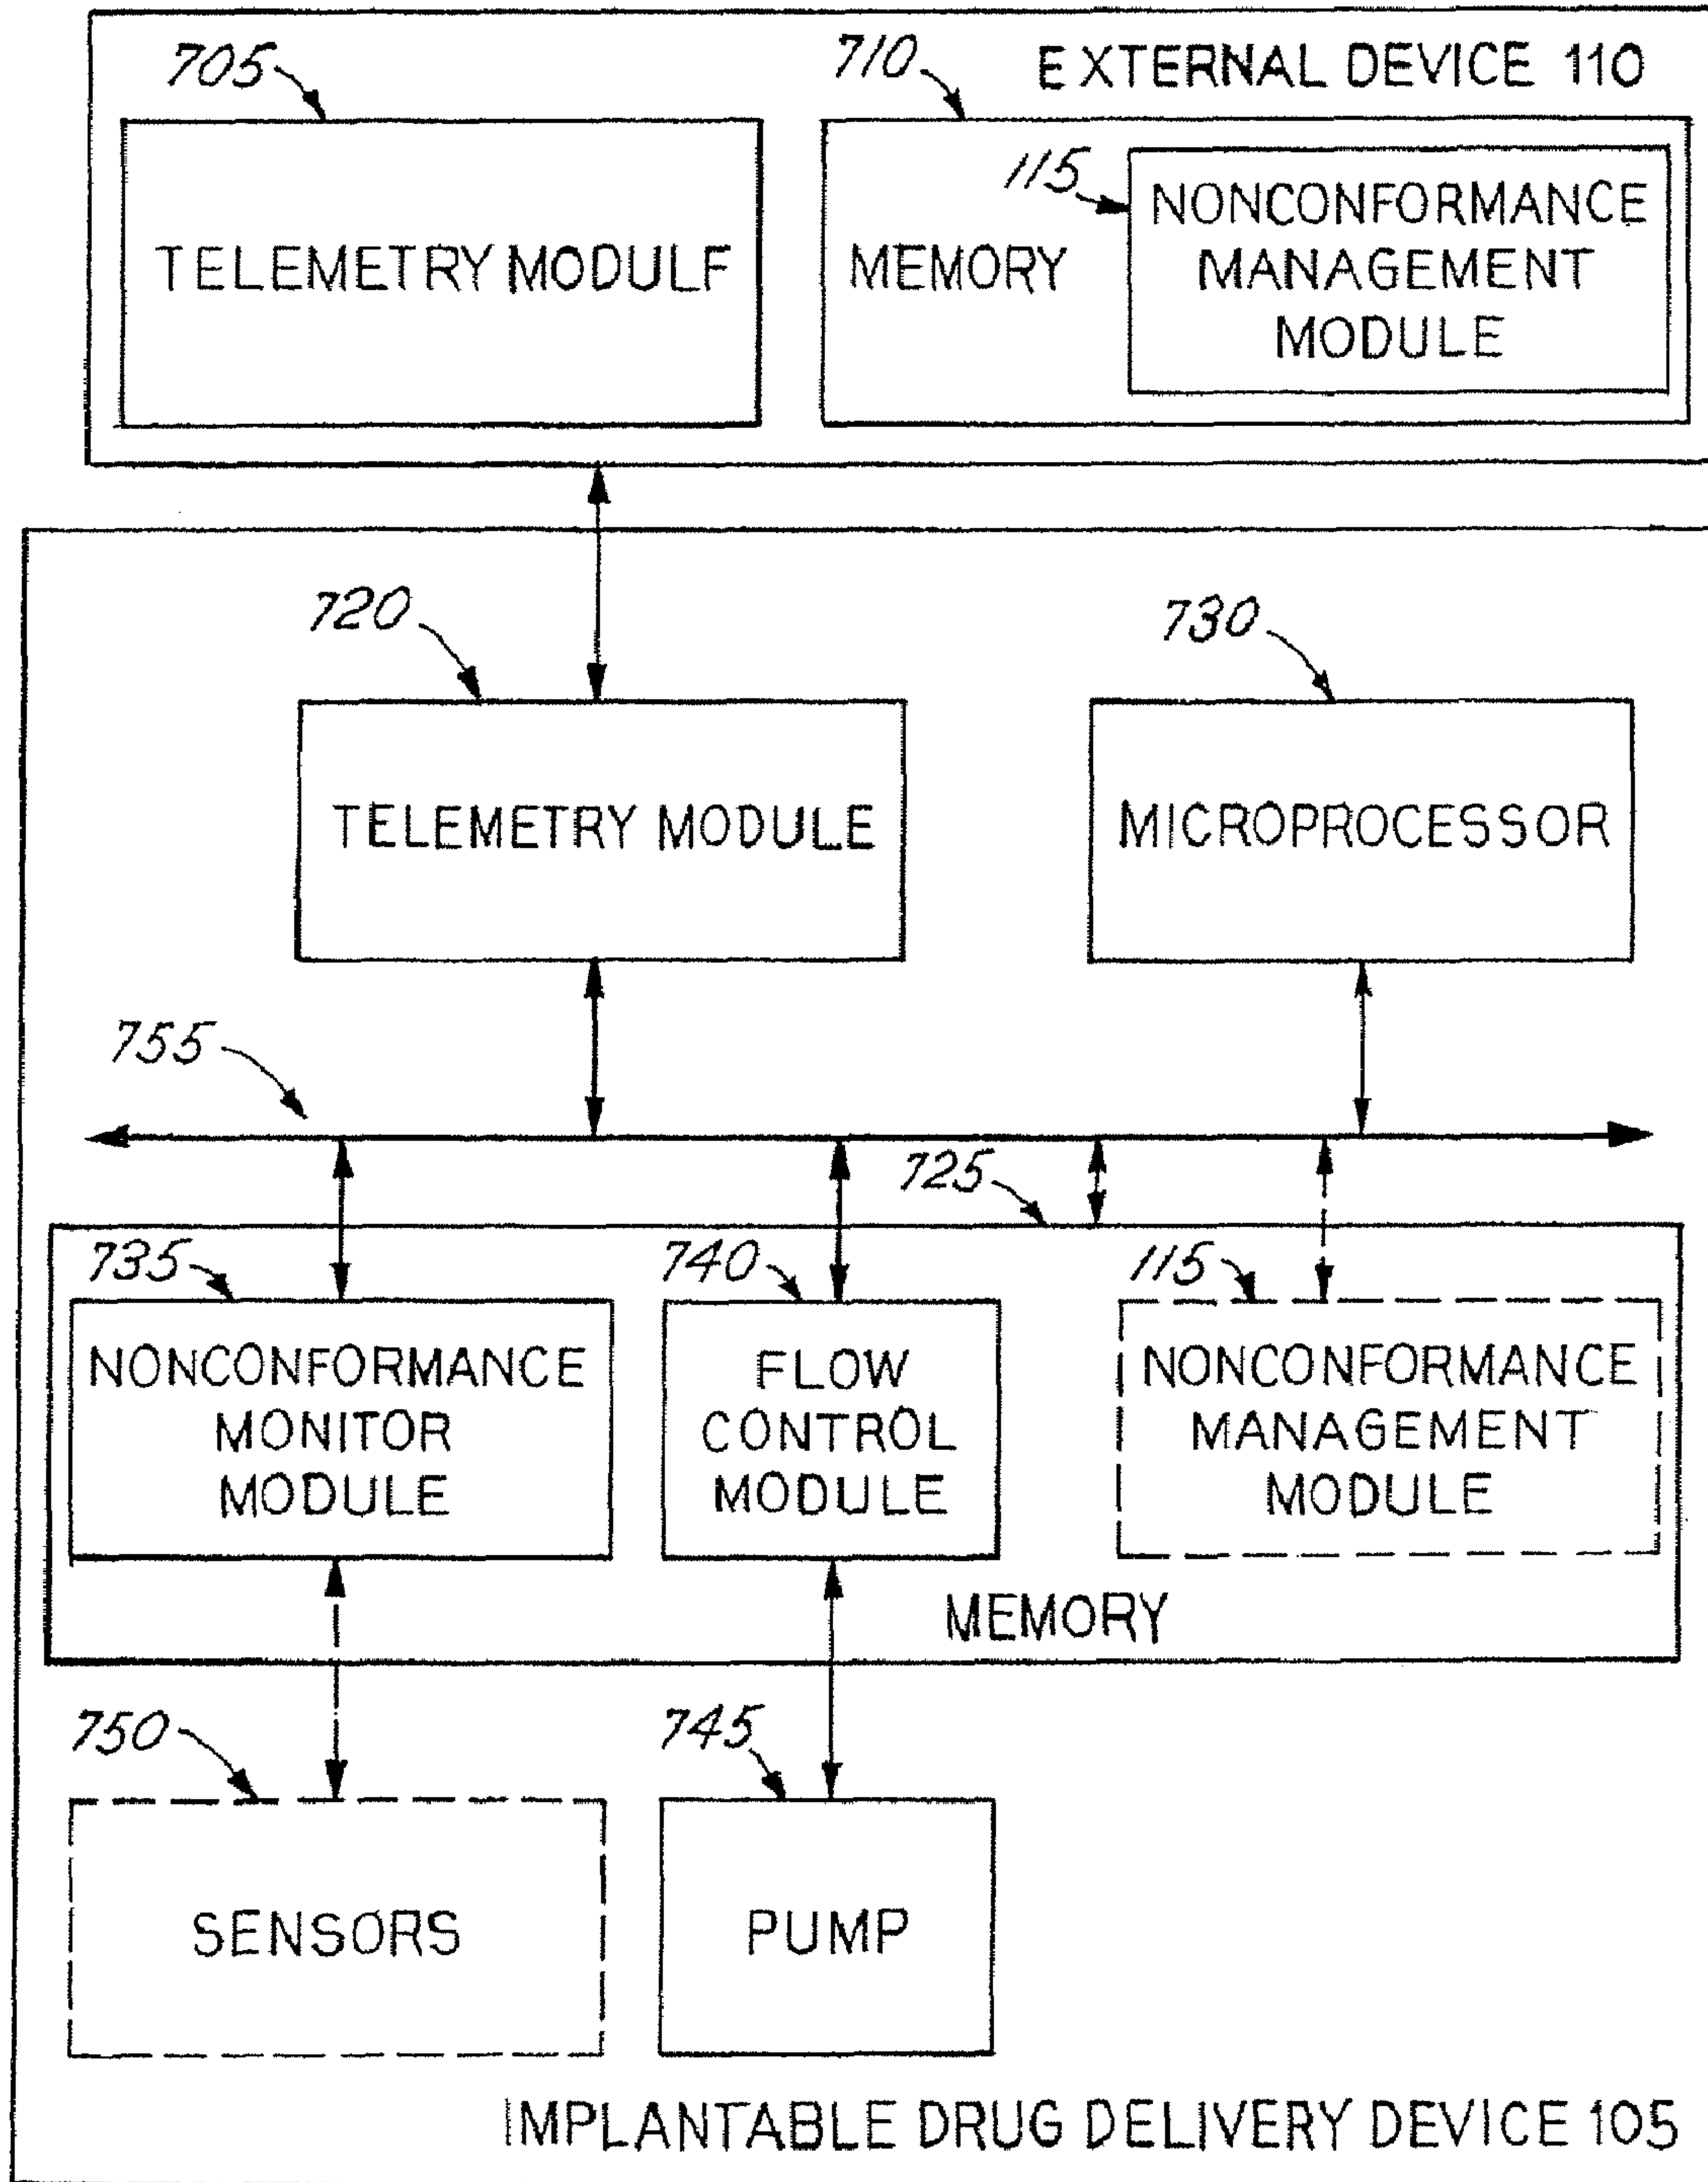 705
710
EXTERNAL DEVICE 110
115
TELEMETRY MODULF
MEMORY
NONCONFORMANCE
MANAGEMENT
MODULE
720
730
TELEMETRY MODULE
MICROPROCESSOR
755
725
735
740
115
NONCONFORMANCE
MONITOR
MODULE
FLOW
CONTROL
MODULE
NONCONFORMANCE
MANAGEMENT
MODULE
MEMORY
750
745
SENSORS
PUMP
IMPLANTABLE DRUG DELIVERY DEVICE 105